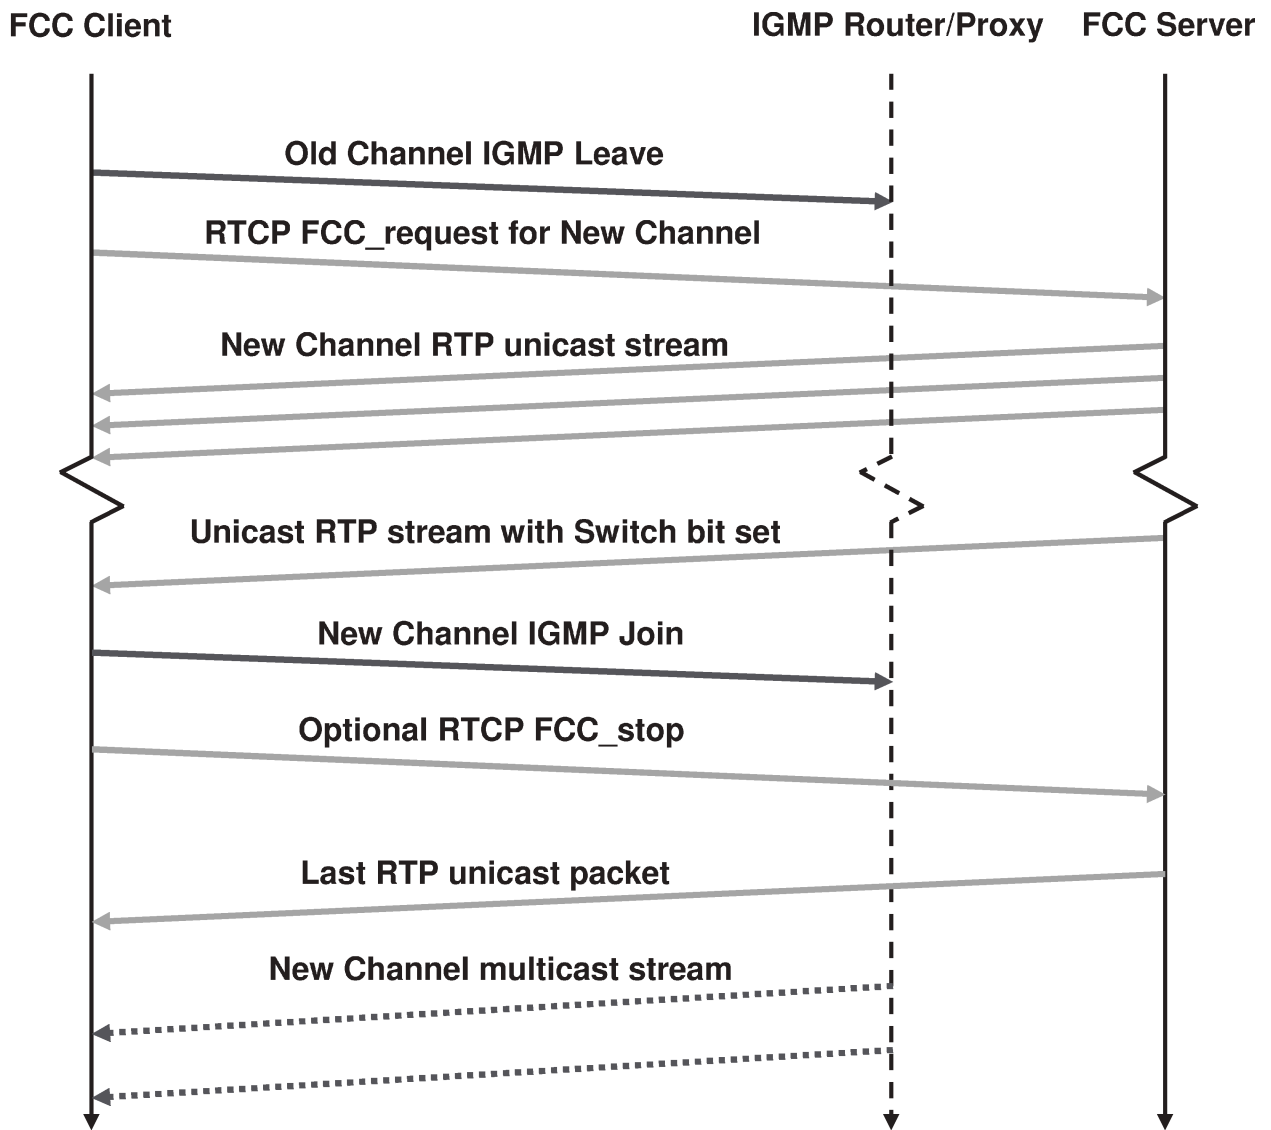 FCC Client
IGMP Router/Proxy
FCC Server
Old Channel IGMP Leave
RTCP FCC_request for New Channel
New Channel RTP unicast stream
Unicast RTP stream with Switch bit set
New Channel IGMP Join
Optional RTCP FCC_stop
Last RTP unicast packet
New Channel multicast stream